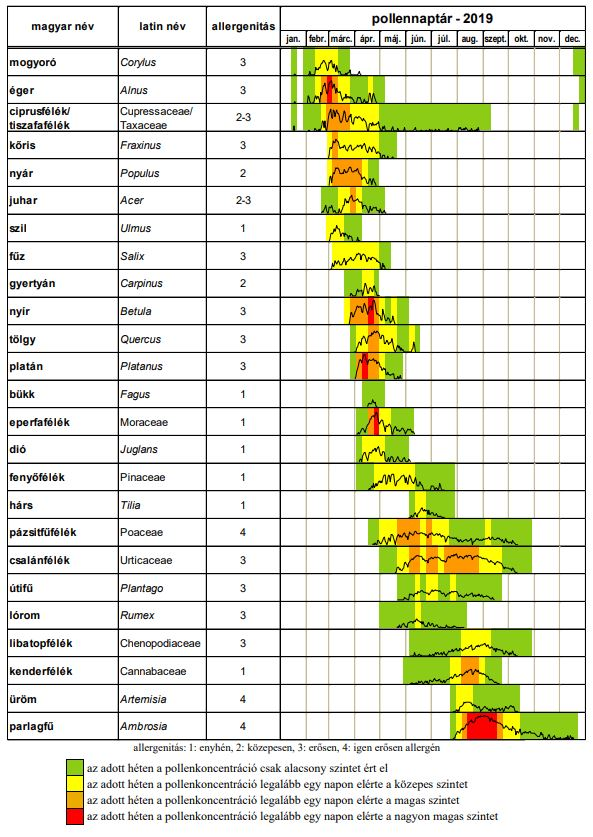 magyar név latin név allergenitás pollennaptár - 2019
jan. febr. márc. ápr. máj. jún. júl. aug. szept. okt. nov. dec.
mogyoró Corylus 3
éger Alnus 3
ciprusfélék/ Cupressaceae/ 2-3
tiszafafélék Taxaceae
kőris Fraxinus 3
nyár Populus 2
juhar Acer 2-3
szil Ulmus 1
fűz Salix 3
gyertyán Carpinus 2
nyír Betula 3
tölgy Quercus 3
platán Platanus 3
bükk Fagus 1
eperfafélék Moraceae 1
dió Juglans 1
fenyőfélék Pinaceae 1
hárs Tilia 1
pázsitfűfélék Poaceae 4
csalánfélék Urticaceae 3
útifű Plantago 3
lórom Rumex 3
libatopfélék Chenopodiaceae 3
kenderfélék Cannabaceae 1
üröm Artemisia 4
parlagfű Ambrosia 4
allergenitás: 1: enyhén, 2: közepesen, 3: erősen, 4: igen erősen allergén
az adott héten a pollenkoncentráció csak alacsony szintet ért el
az adott héten a pollenkoncentráció legalább egy napon elérte a közepes szintet
az adott héten a pollenkoncentráció legalább egy napon elérte a magas szintet
az adott héten a pollenkoncentráció legalább egy napon elérte a nagyon magas szintet